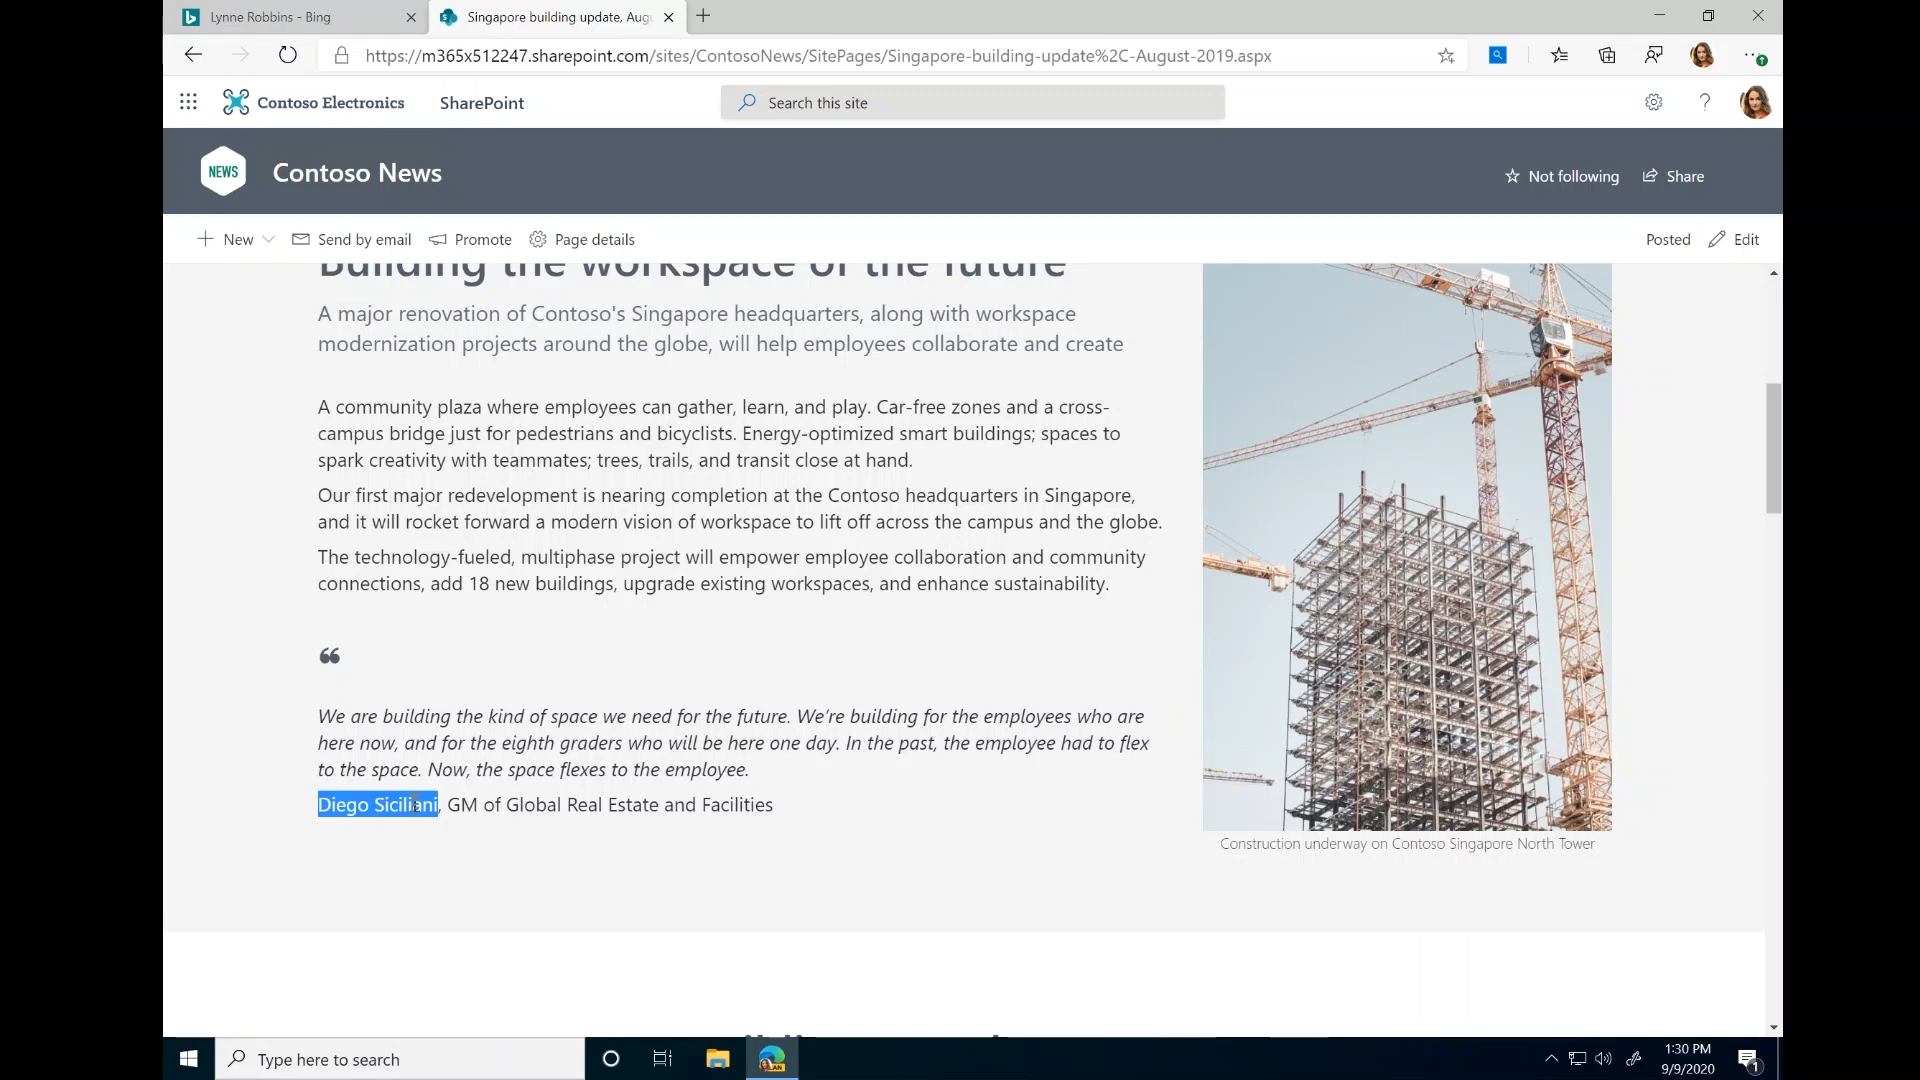 Lynne Robbins - Bing
Singapore building update, Aug
https://m365x512247.sharepoint.com/sites/ContosoNews/SitePages/Singapore-building-update%2C-August-2019.aspx
Contoso Electronics
SharePoint
Search this site
NEWS
Contoso News
Not following
Share
New
Send by email
Promote
Page details
Posted
Edit
Building the workspace of the future
A major renovation of Contoso's Singapore headquarters, along with workspace
modernization projects around the globe, will help employees collaborate and create
A community plaza where employees can gather, learn, and play. Car-free zones and a cross-
campus bridge just for pedestrians and bicyclists. Energy-optimized smart buildings; spaces to
spark creativity with teammates; trees, trails, and transit close at hand.
Our first major redevelopment is nearing completion at the Contoso headquarters in Singapore,
and it will rocket forward a modern vision of workspace to lift off across the campus and the globe.
The technology-fueled, multiphase project will empower employee collaboration and community
connections, add 18 new buildings, upgrade existing workspaces, and enhance sustainability.
❝
We are building the kind of space we need for the future. We’re building for the employees who are
here now, and for the eighth graders who will be here one day. In the past, the employee had to flex
to the space. Now, the space flexes to the employee.
Diego Siciliani, GM of Global Real Estate and Facilities
Construction underway on Contoso Singapore North Tower
Type here to search
1:30 PM
9/9/2020
1